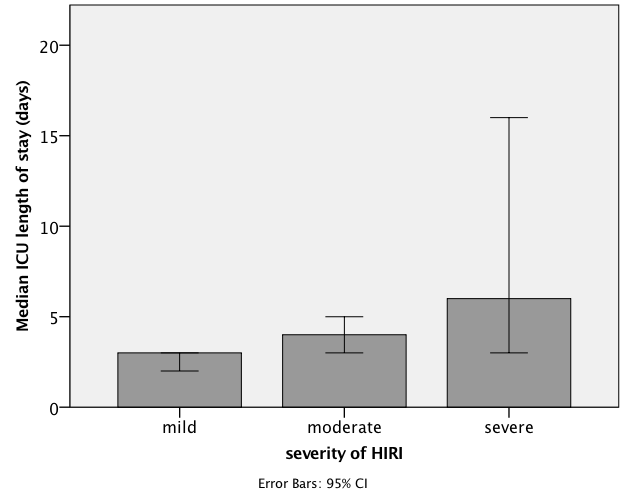 Median ICU length of stay (days)
20
15
10
5
0
mild
moderate
severe
severity of HIRI
Error Bars: 95% CI